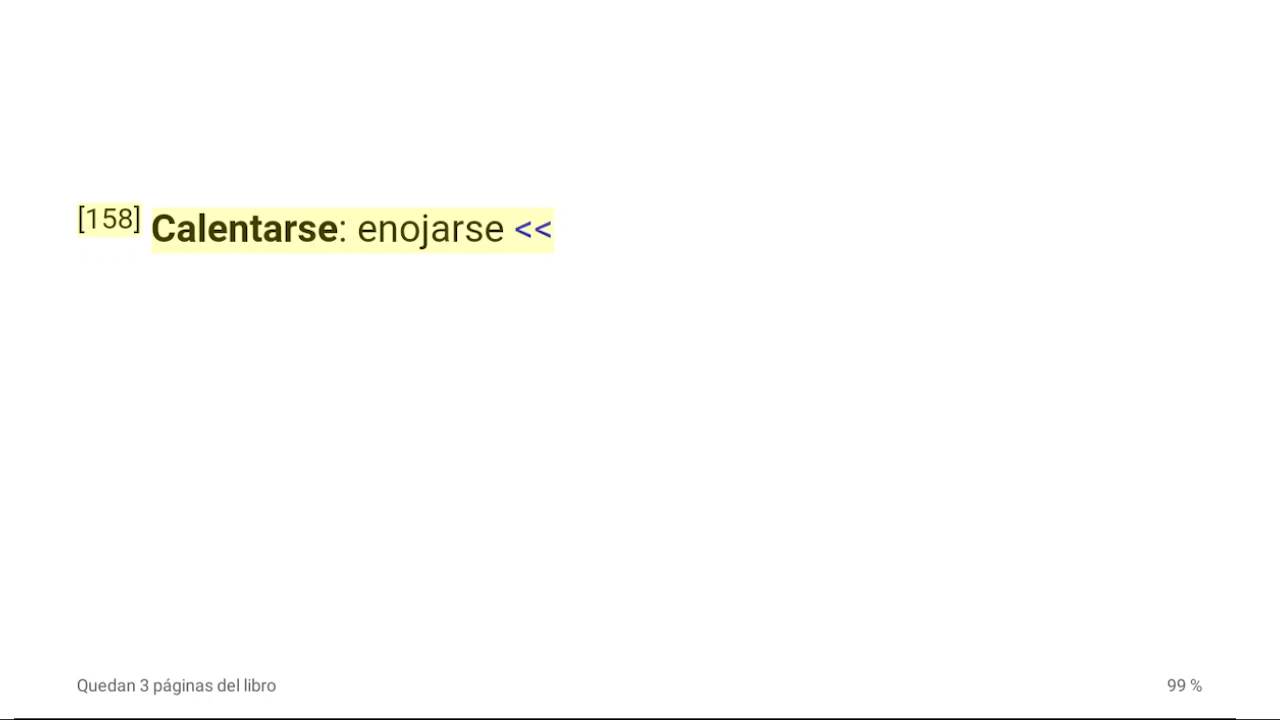 [158] Calentarse: enojarse <<
Quedan 3 páginas del libro
99 %